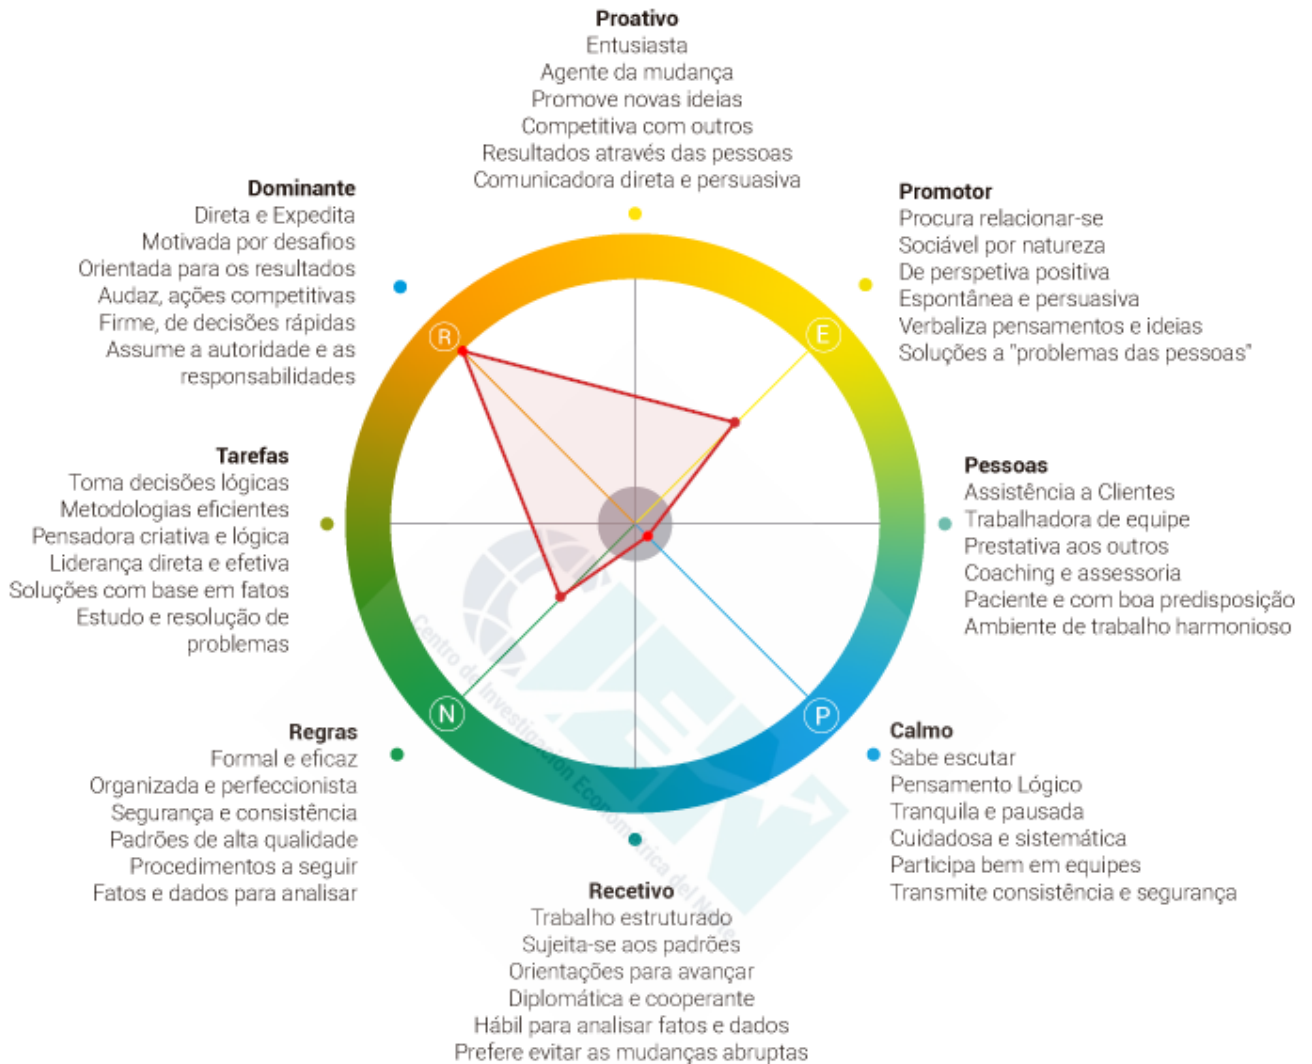 Proativo
Entusiasta
Agente da mudança
Promove novas ideias
Competitiva com outros
Resultados através das pessoas
Comunicadora direta e persuasiva
Dominante
Direta e Expedita
Motivada por desafios
Orientada para os resultados
Audaz, ações competitivas
Firme, de decisões rápidas
Assume a autoridade e as
responsabilidades
Promotor
Procura relacionar-se
Sociável por natureza
De perspetiva positiva
Espontânea e persuasiva
Verbaliza pensamentos e ideias
Soluções a "problemas das pessoas"
R
E
Tarefas
Toma decisões lógicas
Metodologias eficientes
Pensadora criativa e lógica
Liderança direta e efetiva
Soluções com base em fatos
Estudo e resolução de
problemas
Pessoas
Assistência a Clientes
Trabalhadora de equipe
Prestativa aos outros
Coaching e assessoria
Paciente e com boa predisposição
Ambiente de trabalho harmonioso
N
P
Centro de Investigación Económétrica del Norte
Regras
Formal e eficaz
Organizada e perfeccionista
Segurança e consistência
Padrões de alta qualidade
Procedimentos a seguir
Fatos e dados para analisar
Calmo
Sabe escutar
Pensamento Lógico
Tranquila e pausada
Cuidadosa e sistemática
Participa bem em equipes
Transmite consistência e segurança
Recetivo
Trabalho estruturado
Sujeita-se aos padrões
Orientações para avançar
Diplomática e cooperante
Hábil para analisar fatos e dados
Prefere evitar as mudanças abruptas